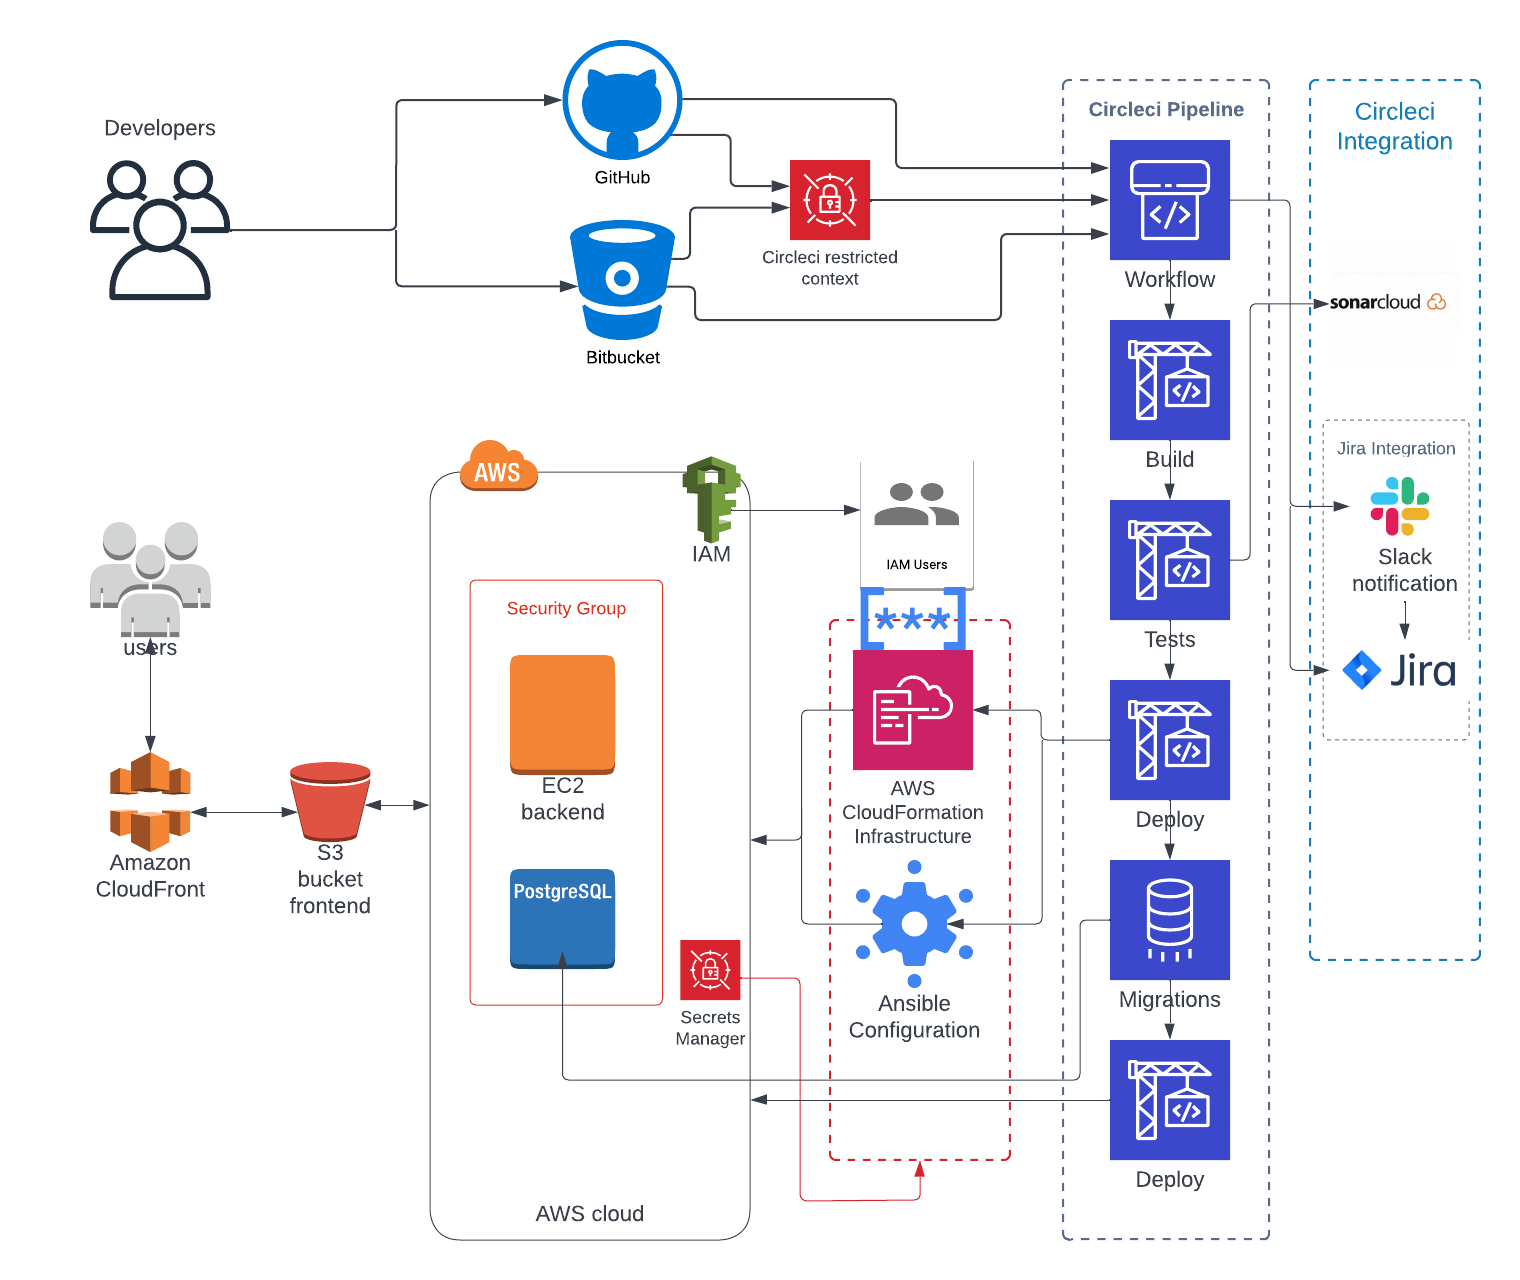 Developers
GitHub
Bitbucket
Circleci restricted
context
Circleci Pipeline
Workflow
Build
Tests
Deploy
Migrations
Deploy
Circleci
Integration
sonarcloud
Jira Integration
Slack
notification
Jira
AWS
IAM
IAM Users
***
Security Group
EC2
backend
PostgreSQL
Secrets
Manager
AWS cloud
AWS
CloudFormation
Infrastructure
Ansible
Configuration
users
Amazon
CloudFront
S3
bucket
frontend